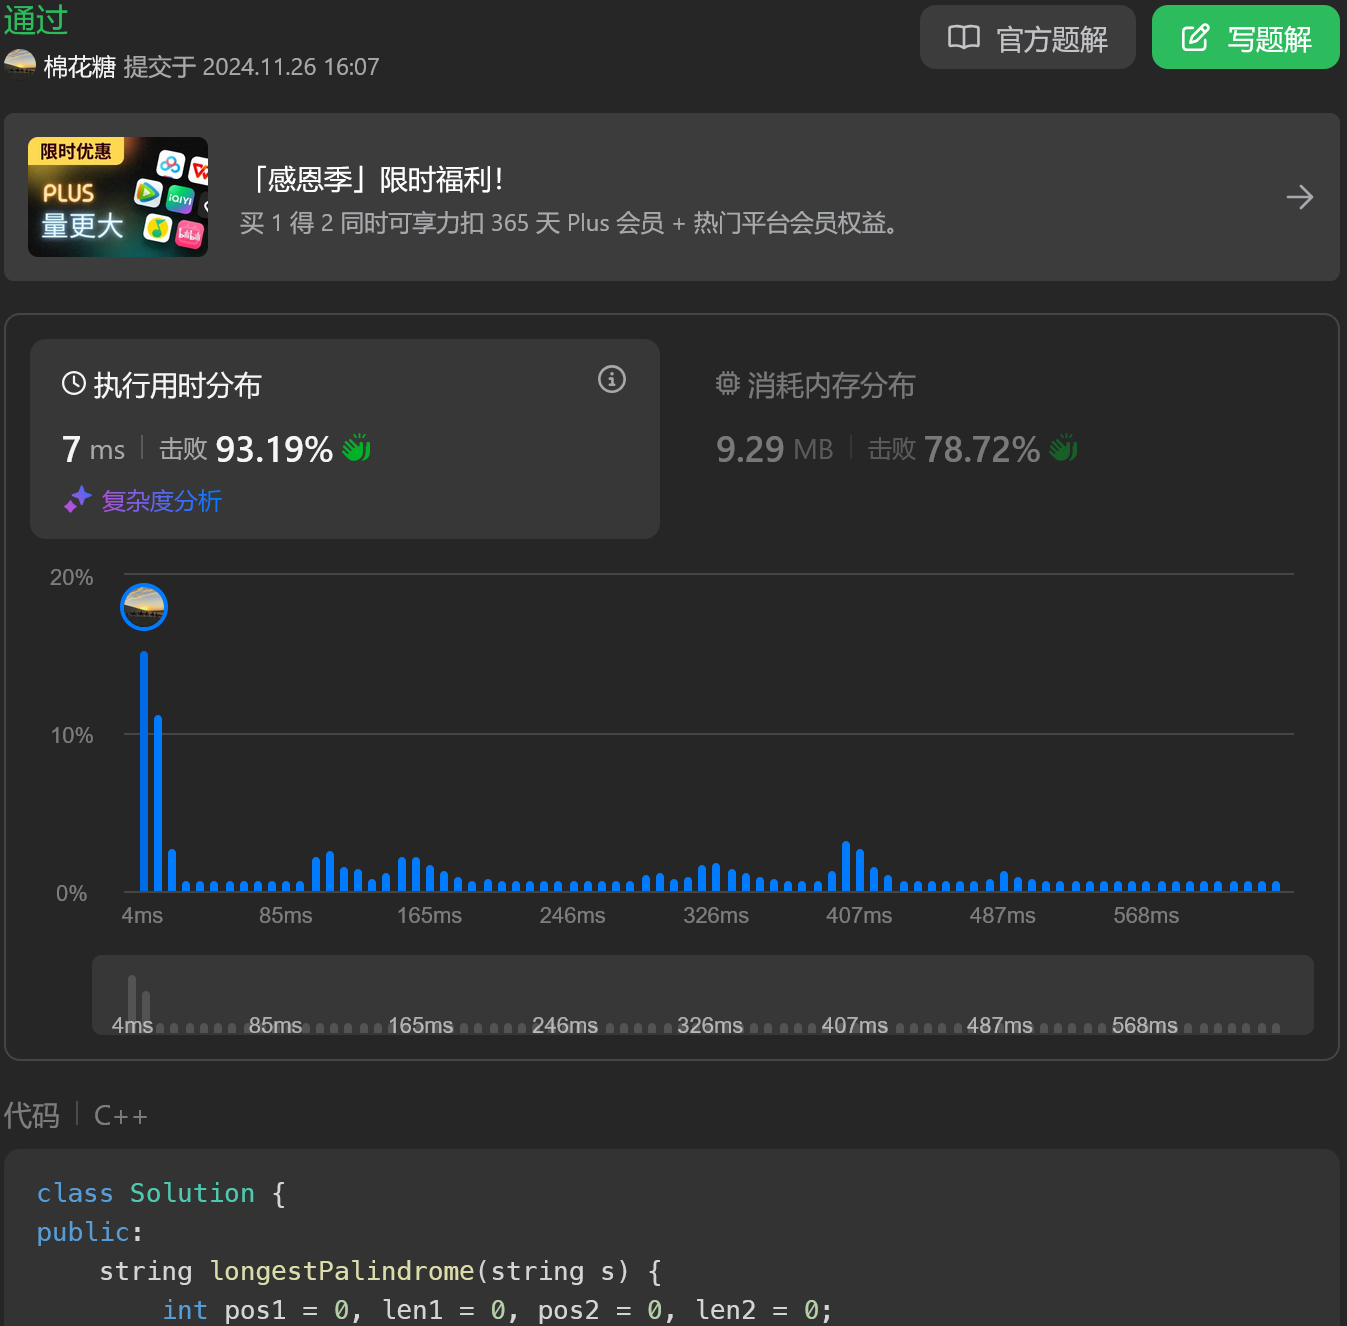 通过
官方题解
写题解
棉花糖 提交于 2024.11.26 16:07
限时优惠
PLUS
量更大
iQIYI
bilibili
「感恩季」限时福利!
买 1 得 2 同时可享力扣 365 天 Plus 会员 + 热门平台会员权益。
执行用时分布
7 ms 击败 93.19%
复杂度分析
消耗内存分布
9.29 MB 击败 78.72%
20%
10%
0%
4ms 85ms 165ms 246ms 326ms 407ms 487ms 568ms
4ms 85ms 165ms 246ms 326ms 407ms 487ms 568ms
代码 C++
class Solution {
public:
    string longestPalindrome(string s) {
        int pos1 = 0, len1 = 0, pos2 = 0, len2 = 0;